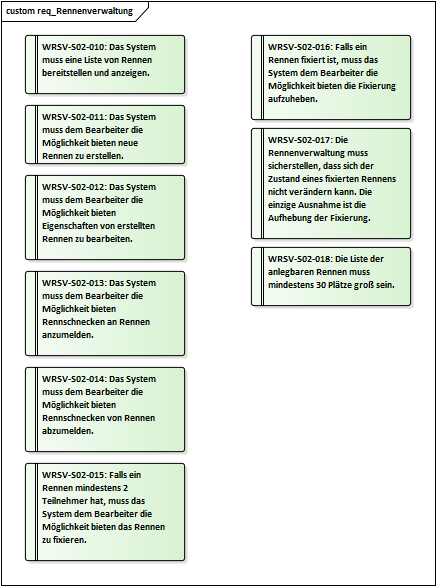 custom req_Rennenverwaltung
WRSV-S02-010: Das System
muss eine Liste von Rennen
bereitstellen und anzeigen.
WRSV-S02-011: Das System
muss dem Bearbeiter die
Möglichkeit bieten neue
Rennen zu erstellen.
WRSV-S02-012: Das System
muss dem Bearbeiter die
Möglichkeit bieten
Eigenschaften von erstellten
Rennen zu bearbeiten.
WRSV-S02-013: Das System
muss dem Bearbeiter die
Möglichkeit bieten
Rennschnecken an Rennen
anzumelden.
WRSV-S02-014: Das System
muss dem Bearbeiter die
Möglichkeit bieten
Rennschnecken von Rennen
abzumelden.
WRSV-S02-015: Falls ein
Rennen mindestens 2
Teilnehmer hat, muss das
System dem Bearbeiter die
Möglichkeit bieten das Rennen
zu fixieren.
WRSV-S02-016: Falls ein
Rennen fixiert ist, muss das
System dem Bearbeiter die
Möglichkeit bieten die Fixierung
aufzuheben.
WRSV-S02-017: Die
Rennenverwaltung muss
sicherstellen, dass sich der
Zustand eines fixierten Rennens
nicht verändern kann. Die
einzige Ausnahme ist die
Aufhebung der Fixierung.
WRSV-S02-018: Die Liste der
anlegbaren Rennen muss
mindestens 30 Plätze groß sein.